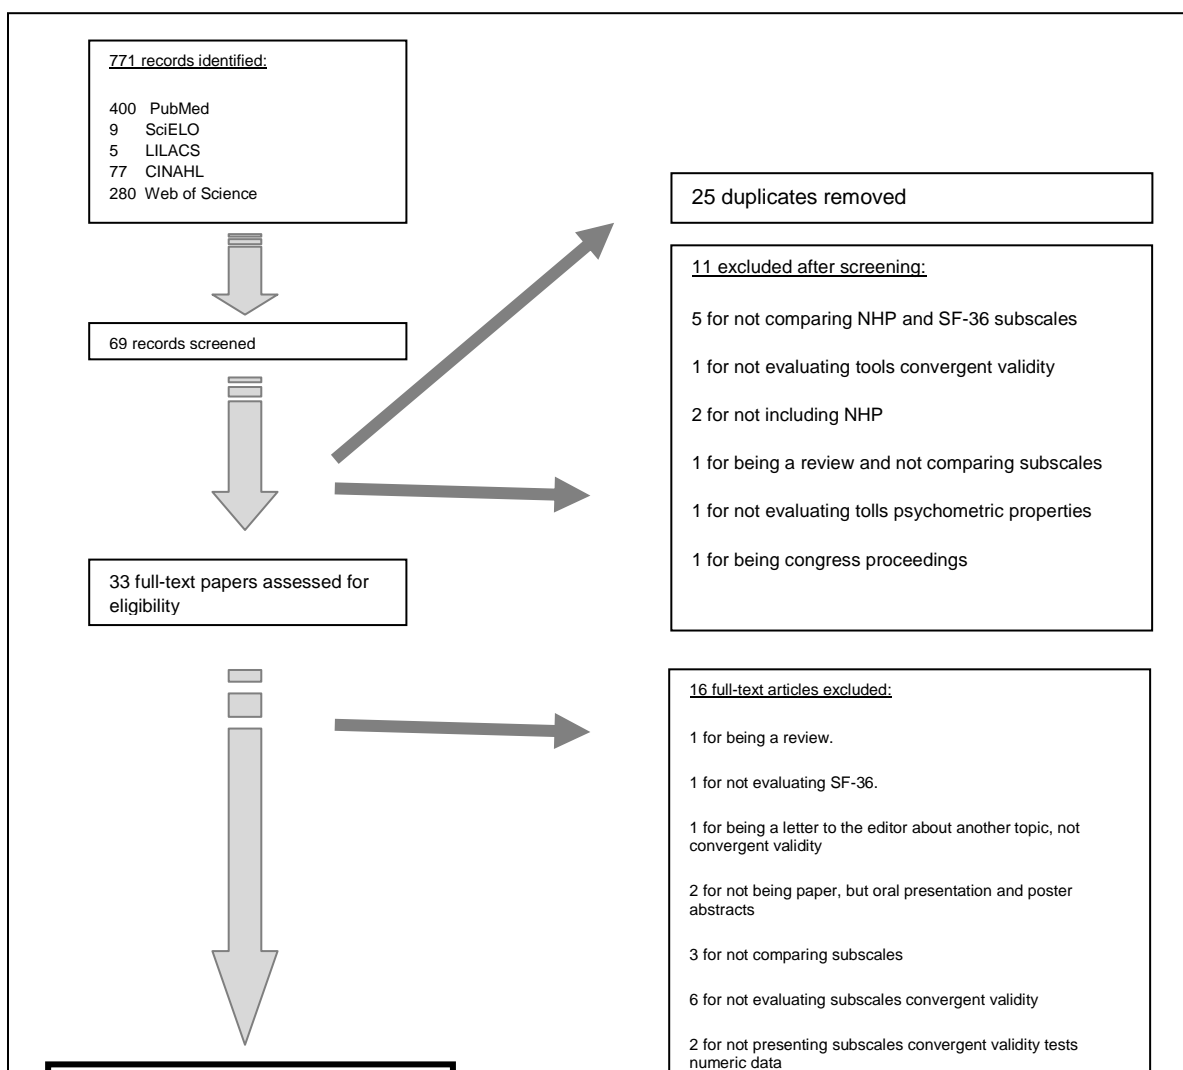 771 records identified:
400 PubMed
9 SciELO
5 LILACS
77 CINAHL
280 Web of Science
25 duplicates removed
11 excluded after screening:
5 for not comparing NHP and SF-36 subscales
1 for not evaluating tools convergent validity
2 for not including NHP
1 for being a review and not comparing subscales
1 for not evaluating tolls psychometric properties
1 for being congress proceedings
69 records screened
33 full-text papers assessed for
eligibility
16 full-text articles excluded:
1 for being a review.
1 for not evaluating SF-36.
1 for being a letter to the editor about another topic, not
convergent validity
2 for not being paper, but oral presentation and poster
abstracts
3 for not comparing subscales
6 for not evaluating subscales convergent validity
2 for not presenting subscales convergent validity tests
numeric data